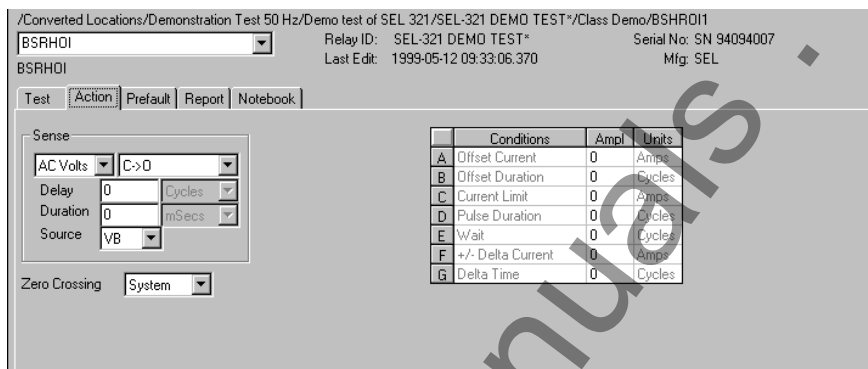 /Converted Locations/Demonstration Test 50 Hz/Demo test of SEL 321/SEL-321 DEMO TEST*/Class Demo/BSHROI1
BSRHOI
Relay ID: SEL-321 DEMO TEST*
Serial No: SN 94094007
Last Edit: 1999-05-12 09:33:06.370
Mfg: SEL
BSRHOI
Test Action Prefault Report Notebook
Sense
AC Volts C->O
Delay 0 Cycles
Duration 0 mSecs
Source VB
Zero Crossing System
Conditions Ampl Units
A Offset Current 0 Amps
B Offset Duration 0 Cycles
C Current Limit 0 Amps
D Pulse Duration 0 Cycles
E Wait 0 Cycles
F +/- Delta Current 0 Amps
G Delta Time 0 Cycles
nuals .